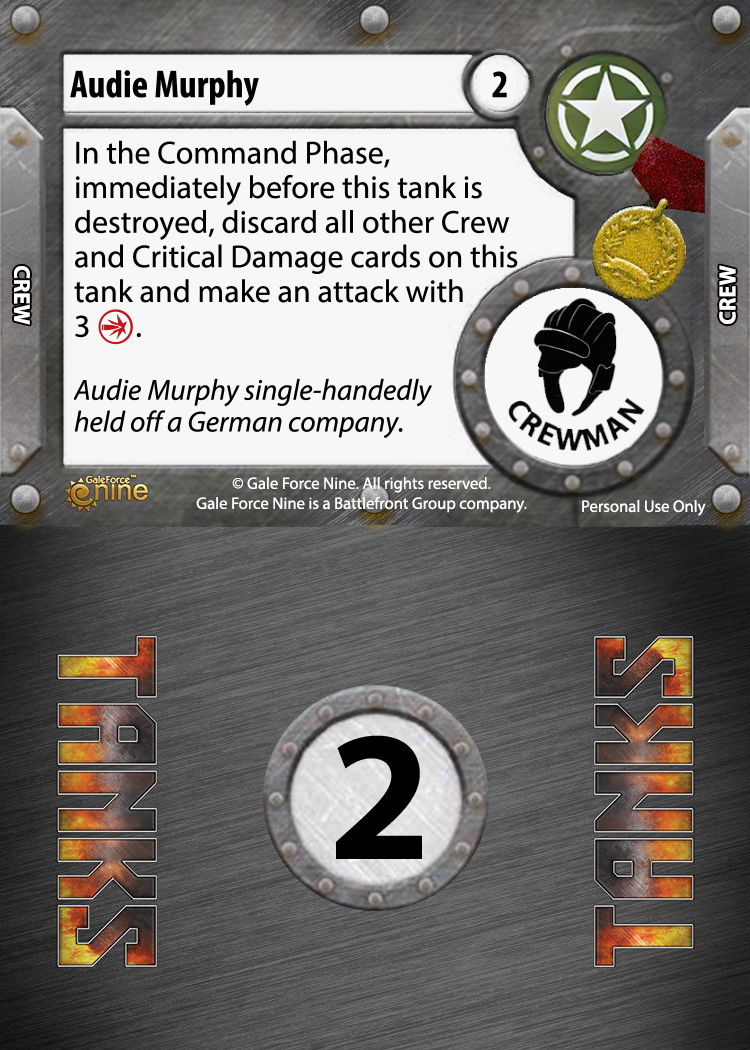 Audie Murphy
2
In the Command Phase,
immediately before this tank is
destroyed, discard all other Crew
and Critical Damage cards on this
tank and make an attack with
3 .
Audie Murphy single-handedly
held off a German company.
CREW
CREW
CREWMAN
GaleForce™
nine
© Gale Force Nine. All rights reserved.
Gale Force Nine is a Battlefront Group company.
Personal Use Only
TANKS
2
TANKS